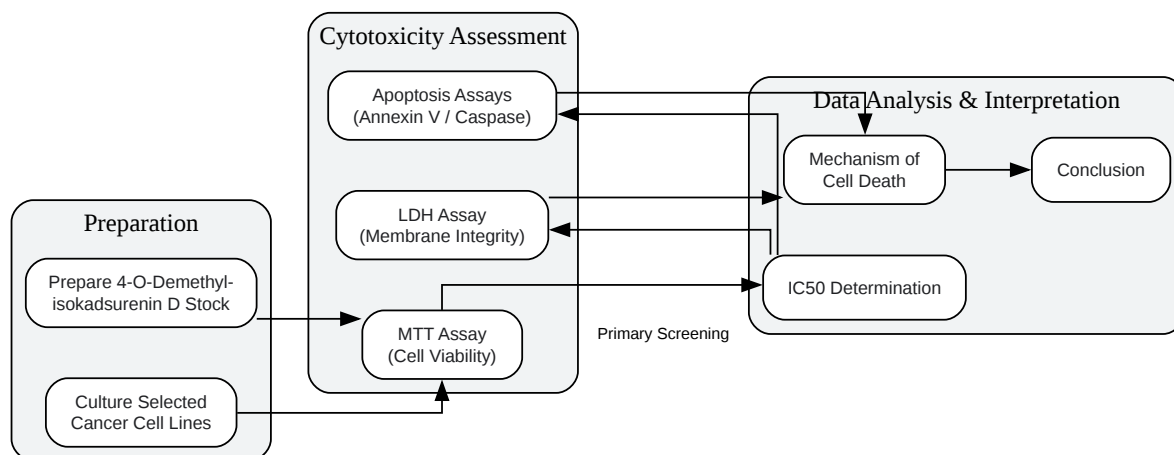 Preparation
Prepare 4-O-Demethyl-
isokadsurenin D Stock
Culture Selected
Cancer Cell Lines
Cytotoxicity Assessment
Apoptosis Assays
(Annexin V / Caspase)
LDH Assay
(Membrane Integrity)
MTT Assay
(Cell Viability)
Primary Screening
Data Analysis & Interpretation
Mechanism of
Cell Death
Conclusion
IC50 Determination